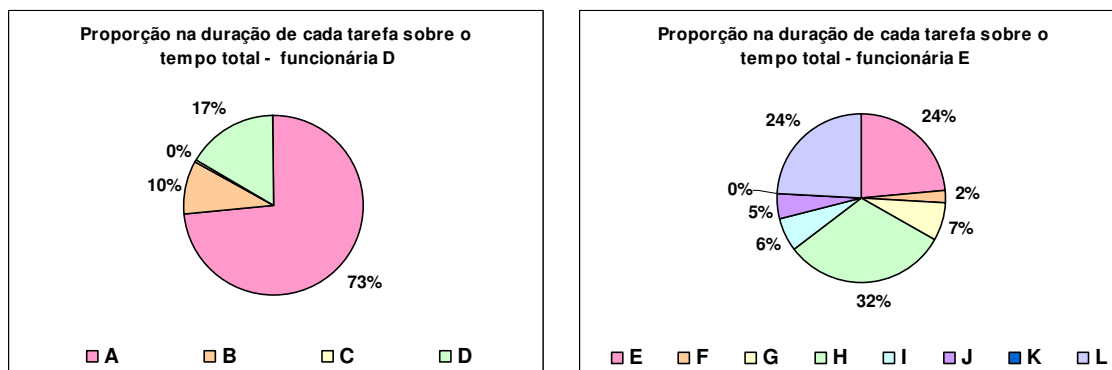 Proporção na duração de cada tarefa sobre o
tempo total - funcionária D
17%
0%
10%
73%
A B C D
Proporção na duração de cada tarefa sobre o
tempo total - funcionária E
24%
24%
0%
2%
5%
7%
6%
32%
E F G H I J K L